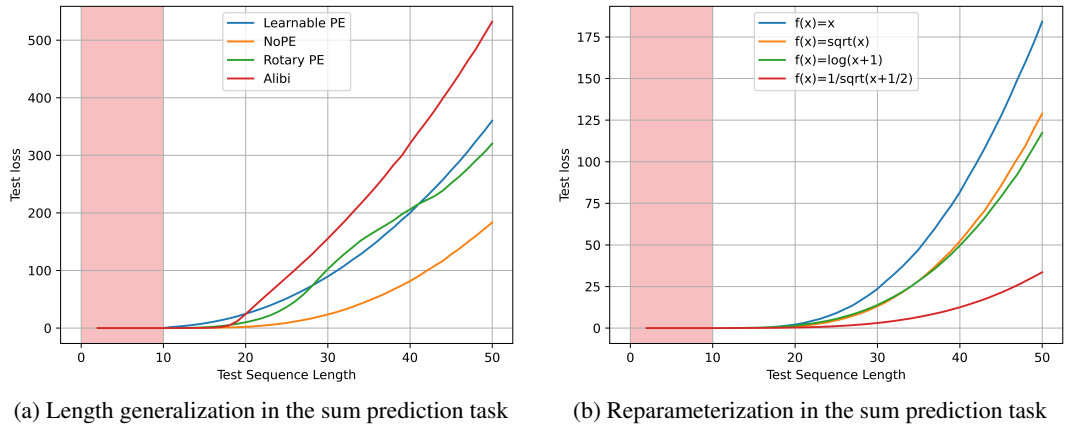 Learnable PE
NoPE
Rotary PE
Alibi
500
400
300
200
100
0
Test loss
0 10 20 30 40 50
Test Sequence Length
(a) Length generalization in the sum prediction task
f(x)=x
f(x)=sqrt(x)
f(x)=log(x+1)
f(x)=1/sqrt(x+1/2)
175
150
125
100
75
50
25
0
Test loss
0 10 20 30 40 50
Test Sequence Length
(b) Reparameterization in the sum prediction task